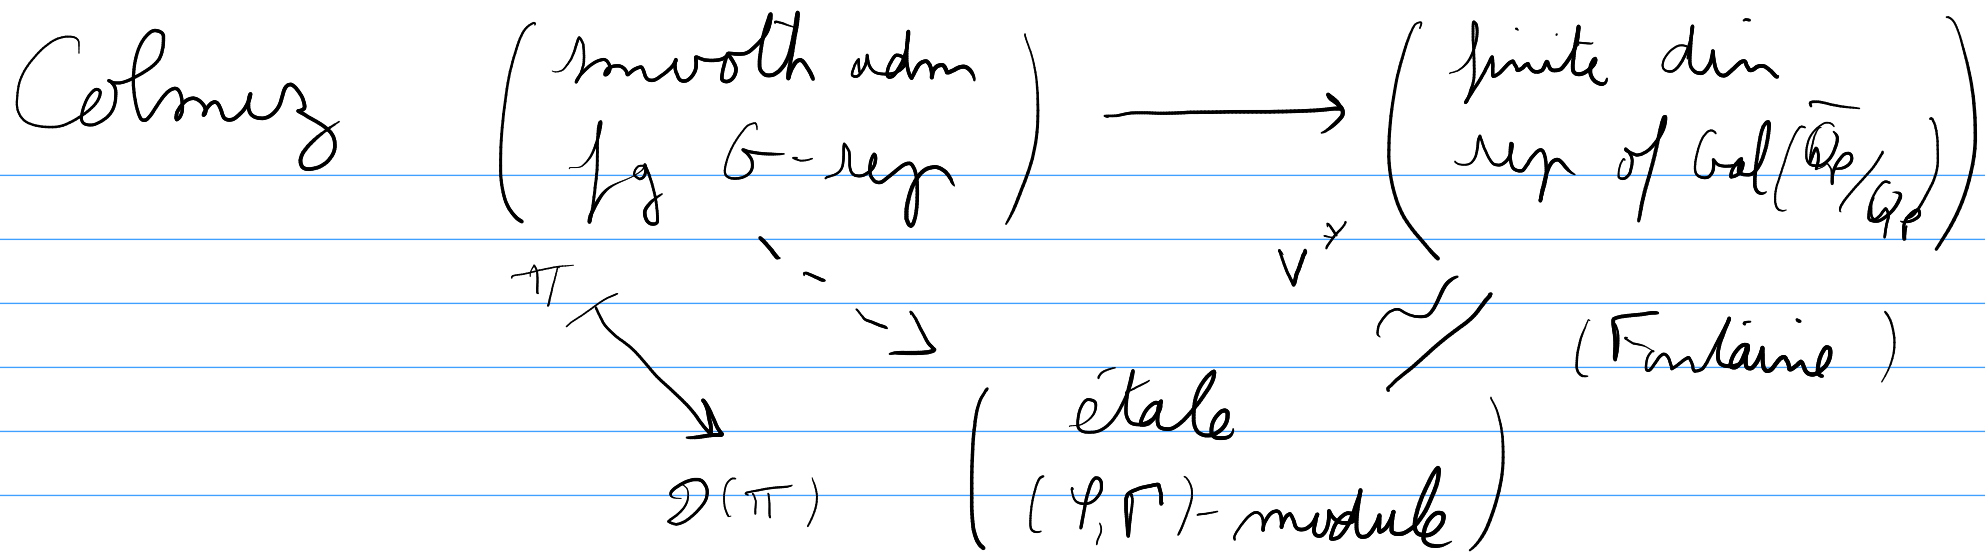 Colmez (smooth adm ⟶ (finite dim
fg G-rep) rep of Gal(Q̄p/Qp))
π V*
≃ (Fontaine)
(étale
D(π) (φ,Γ)-module)